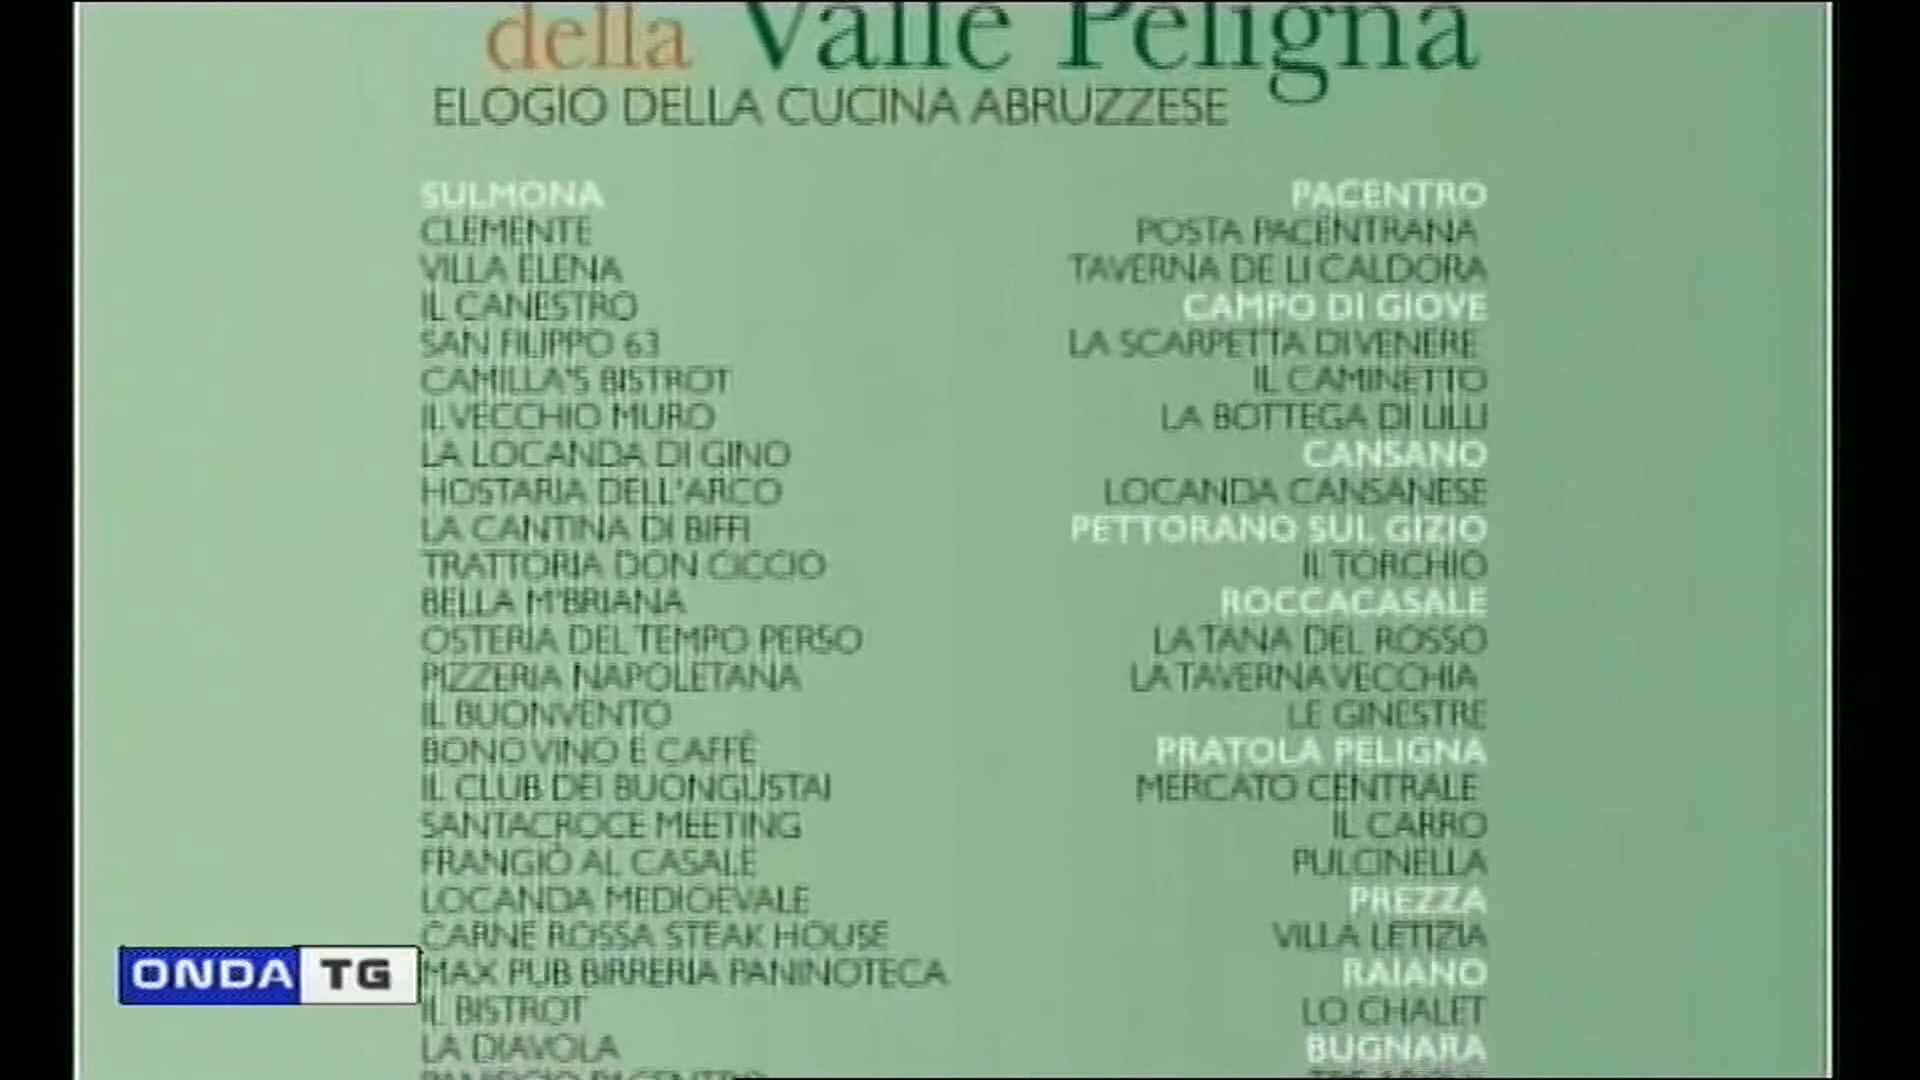 della Valle Peligna
ELOGIO DELLA CUCINA ABRUZZESE
SULMONA
CLEMENTE
VILLA ELENA
IL CANESTRO
SAN FILIPPO 63
CAMILLA'S BISTROT
IL VECCHIO MURO
LA LOCANDA DI GINO
HOSTARIA DELL'ARCO
LA CANTINA DI BIFFI
TRATTORIA DON CICCIO
BELLA M'BRIANA
OSTERIA DEL TEMPO PERSO
PIZZERIA NAPOLETANA
IL BUONVENTO
BONO VINO E CAFFÈ
IL CLUB DEI BUONGUSTAI
SANTACROCE MEETING
FRANGIÒ AL CASALE
LOCANDA MEDIOEVALE
CARNE ROSSA STEAK HOUSE
MAX PUB BIRRERIA PANINOTECA
IL BISTROT
LA DIAVOLA
PACENTRO
POSTA PACENTRANA
TAVERNA DE LI CALDORA
CAMPO DI GIOVE
LA SCARPETTA DI VENERE
IL CAMINETTO
LA BOTTEGA DI LILLI
CANSANO
LOCANDA CANSANESE
PETTORANO SUL GIZIO
IL TORCHIO
ROCCACASALE
LA TANA DEL ROSSO
LA TAVERNA VECCHIA
LE GINESTRE
PRATOLA PELIGNA
MERCATO CENTRALE
IL CARRO
PULCINELLA
PREZZA
VILLA LETIZIA
RAIANO
LO CHALET
BUGNARA
ONDA TG